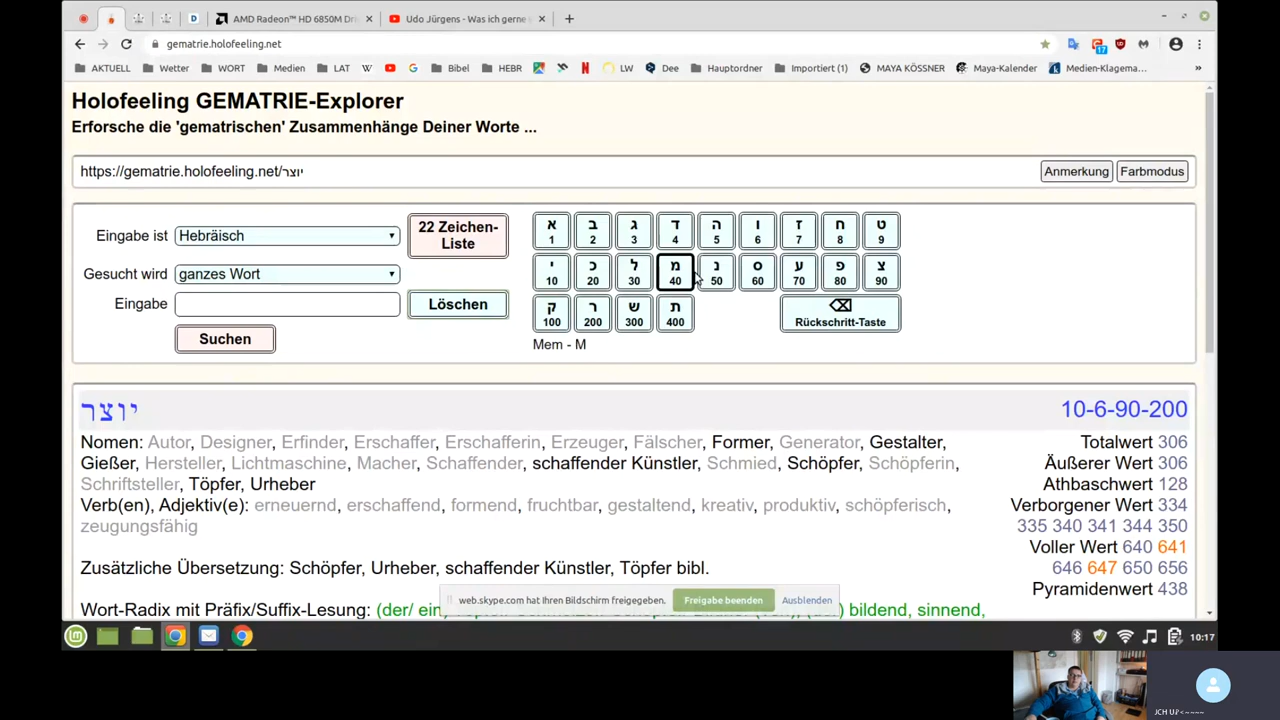 AMD Radeon™ HD 6850M Dri
Udo Jürgens - Was ich gerne
gematrie.holofeeling.net
17
AKTUELL Wetter WORT Medien LAT Bibel HEBR LW Dee Hauptordner Importiert (1) MAYA KÖSSNER Maya-Kalender Medien-Klagema... »
Holofeeling GEMATRIE-Explorer
Erforsche die 'gematrischen' Zusammenhänge Deiner Worte ...
https://gematrie.holofeeling.net/יוצר
Anmerkung Farbmodus
Eingabe ist Hebräisch
22 Zeichen-Liste
Gesucht wird ganzes Wort
Eingabe
Löschen
Suchen
א ב ג ד ה ו ז ח ט
1 2 3 4 5 6 7 8 9
י כ ל מ נ ס ע פ צ
10 20 30 40 50 60 70 80 90
ק ר ש ת
100 200 300 400
Rückschritt-Taste
Mem - M
יוצר
10-6-90-200
Nomen: Autor, Designer, Erfinder, Erschaffer, Erschafferin, Erzeuger, Fälscher, Former, Generator, Gestalter,
Gießer, Hersteller, Lichtmaschine, Macher, Schaffender, schaffender Künstler, Schmied, Schöpfer, Schöpferin,
Schriftsteller, Töpfer, Urheber
Verb(en), Adjektiv(e): erneuernd, erschaffend, formend, fruchtbar, gestaltend, kreativ, produktiv, schöpferisch,
zeugungsfähig
Zusätzliche Übersetzung: Schöpfer, Urheber, schaffender Künstler, Töpfer bibl.
Totalwert 306
Äußerer Wert 306
Athbaschwert 128
Verborgener Wert 334
335 340 341 344 350
Voller Wert 640 641
646 647 650 656
Pyramidenwert 438
Wort-Radix mit Präfix/Suffix-Lesung: (der/ ein) bildend, sinnend,
web.skype.com hat Ihren Bildschirm freigegeben. Freigabe beenden Ausblenden
10:17